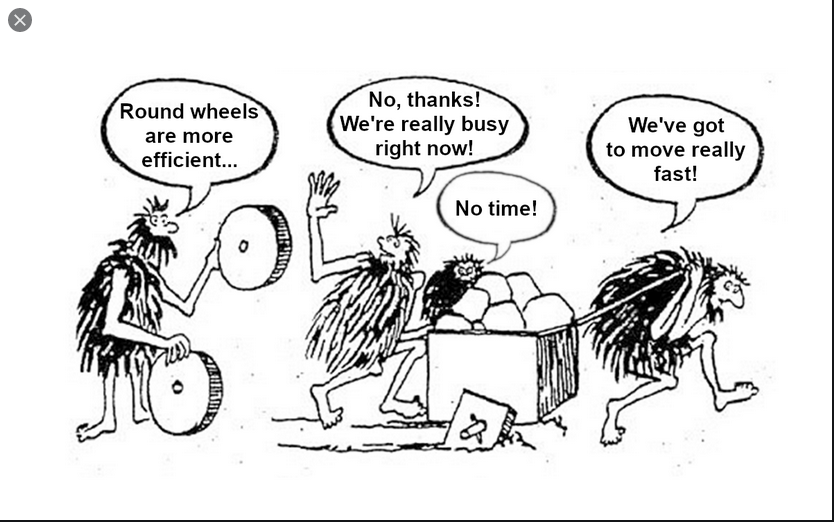 Round wheels
are more
efficient...
No, thanks!
We're really busy
right now!
No time!
We've got
to move really
fast!